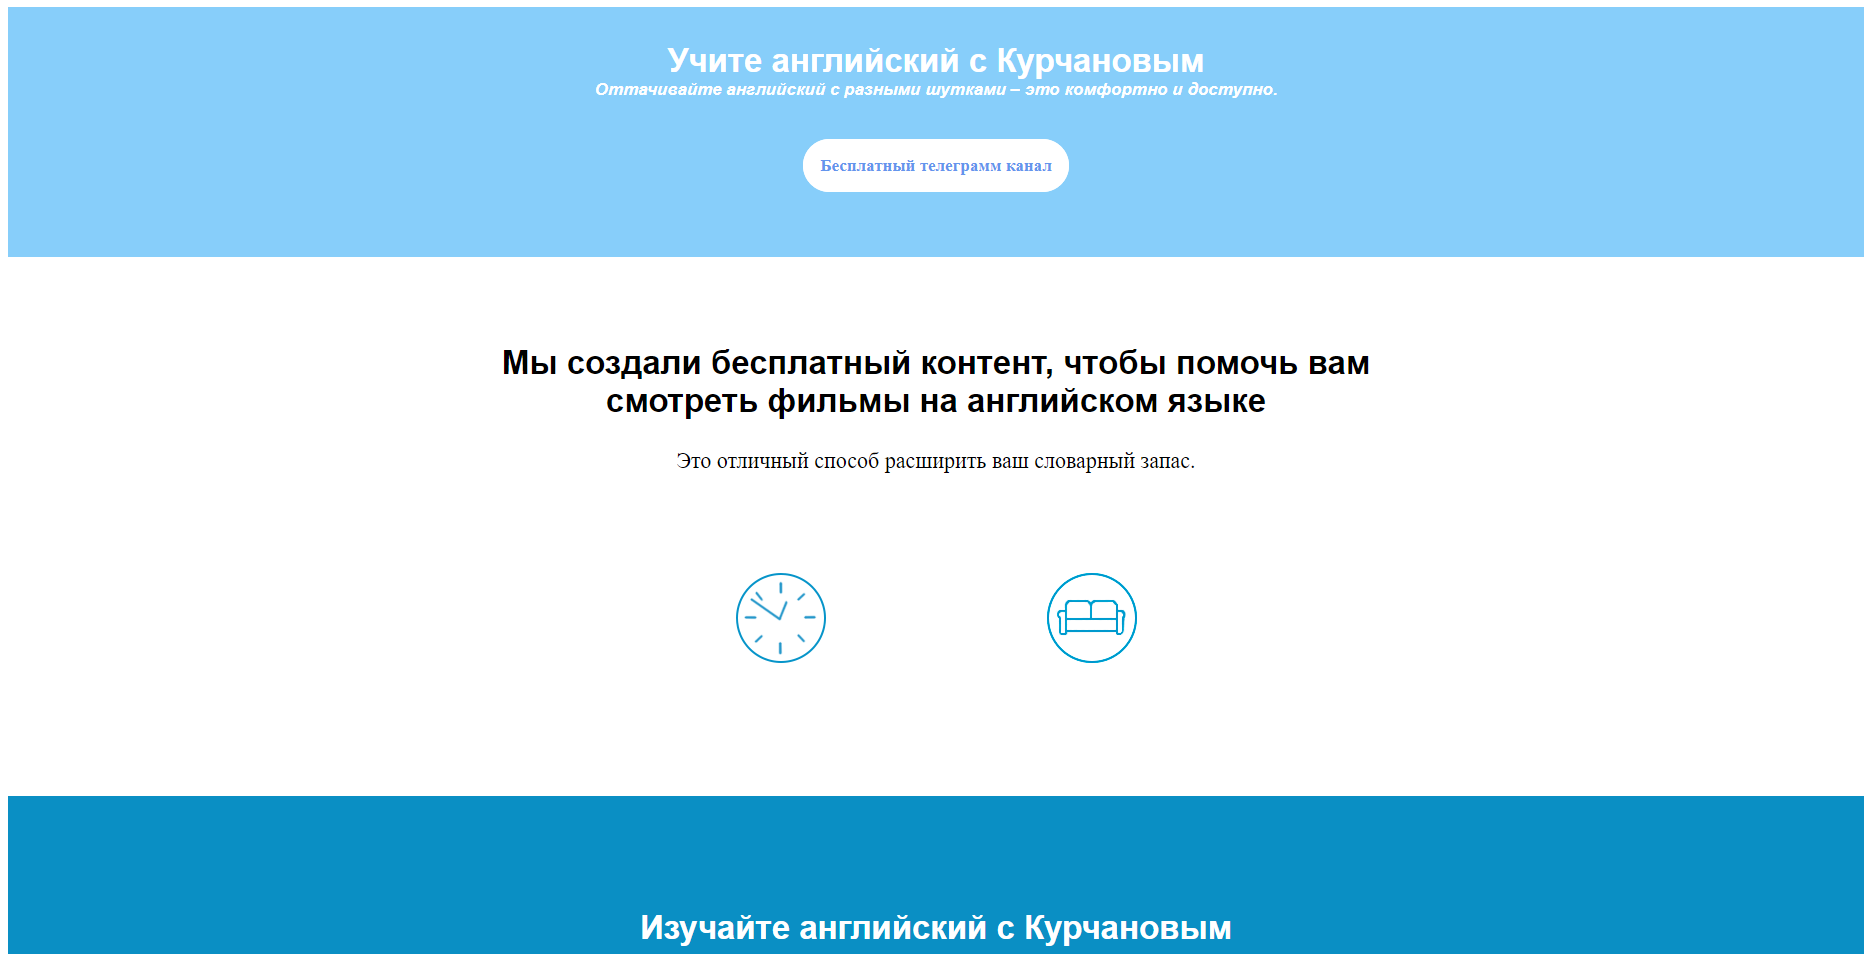 Учите английский с Курчановым
Оттачивайте английский с разными шутками – это комфортно и доступно.
Бесплатный телеграмм канал
Мы создали бесплатный контент, чтобы помочь вам
смотреть фильмы на английском языке
Это отличный способ расширить ваш словарный запас.
Изучайте английский с Курчановым